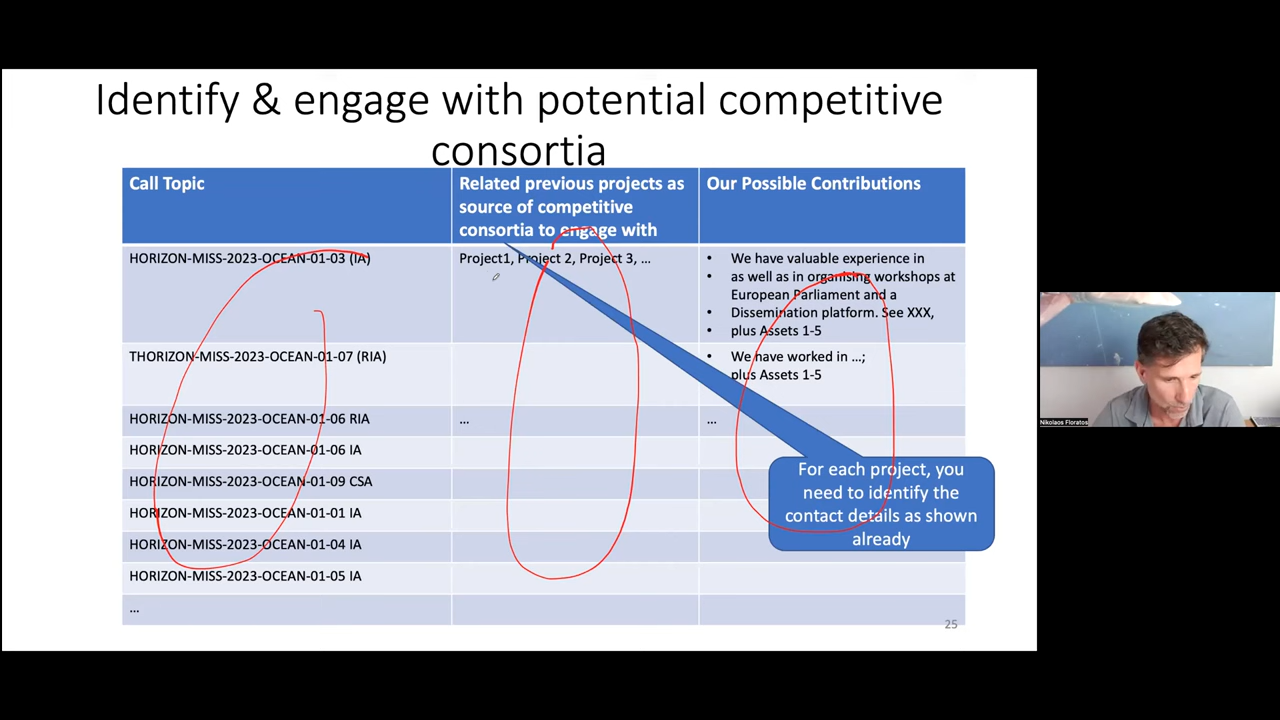 Identify & engage with potential competitive
consortia
Call Topic
Related previous projects as
source of competitive
consortia to engage with
Our Possible Contributions
HORIZON-MISS-2023-OCEAN-01-03 (IA)
Project1, Project 2, Project 3, ...
• We have valuable experience in
• as well as in organising workshops at
European Parliament and a
• Dissemination platform. See XXX,
• plus Assets 1-5
THORIZON-MISS-2023-OCEAN-01-07 (RIA)
• We have worked in ...;
plus Assets 1-5
HORIZON-MISS-2023-OCEAN-01-06 RIA
...
...
HORIZON-MISS-2023-OCEAN-01-06 IA
HORIZON-MISS-2023-OCEAN-01-09 CSA
HORIZON-MISS-2023-OCEAN-01-01 IA
HORIZON-MISS-2023-OCEAN-01-04 IA
HORIZON-MISS-2023-OCEAN-01-05 IA
...
For each project, you
need to identify the
contact details as shown
already
25
Nikolaos Floratos